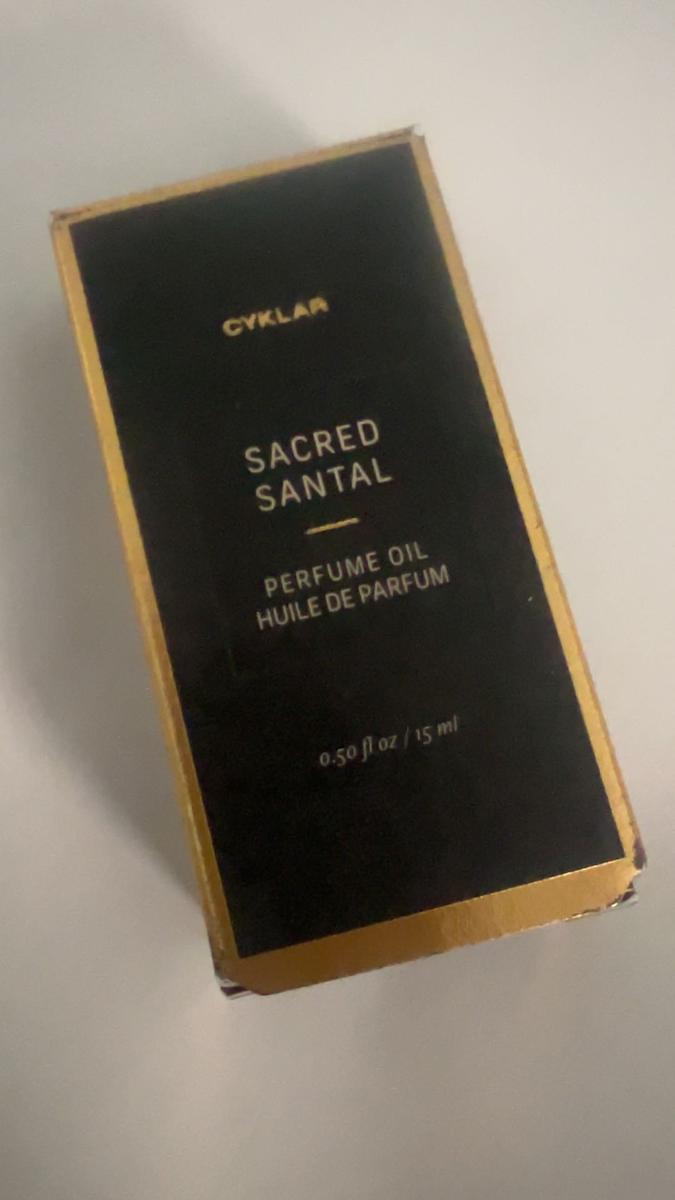 CYKLAR
SACRED
SANTAL
PERFUME OIL
HUILE DE PARFUM
0.50 fl oz / 15 ml